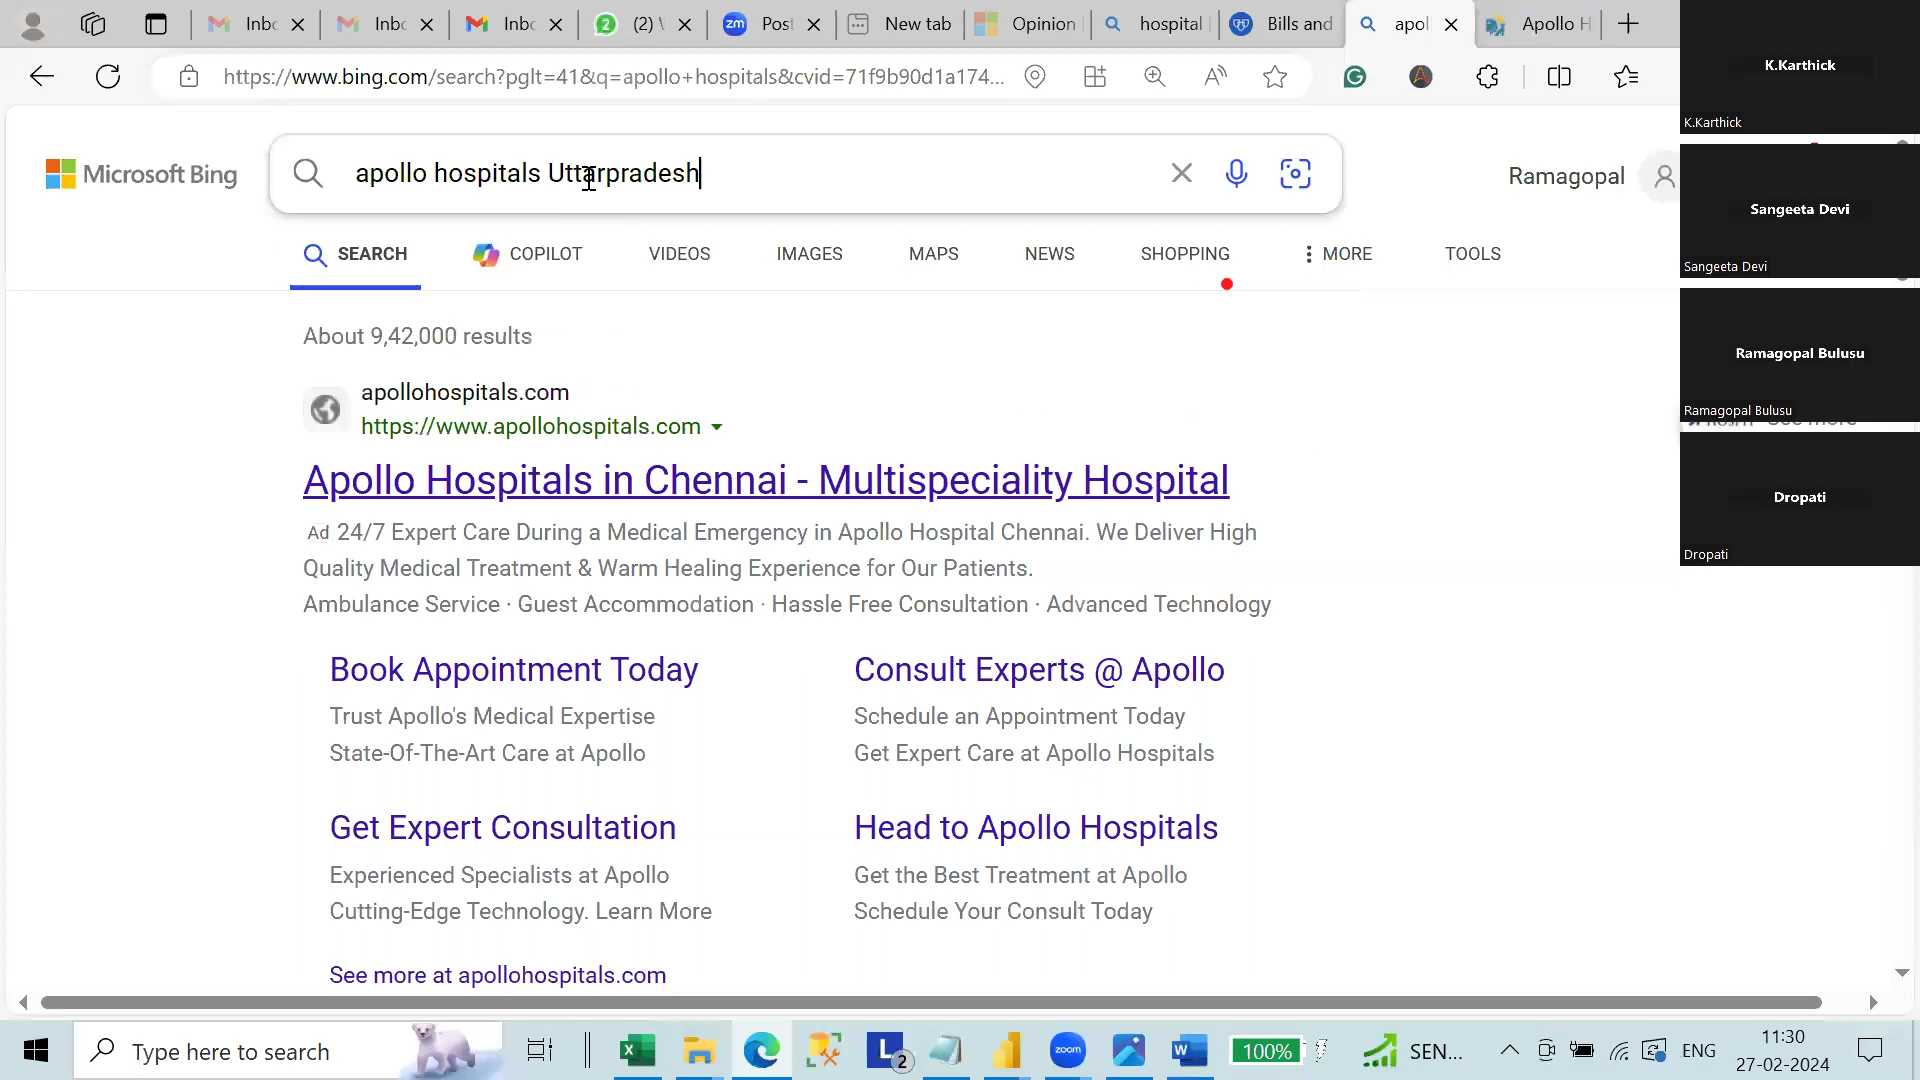 Inbc
Inbc
Inbc
2
(2) \
zm
Post
New tab
Opinion
hospital
Bills and
apol
Apollo H
https://www.bing.com/search?pglt=41&q=apollo+hospitals&cvid=71f9b90d1a174...
Microsoft Bing
apollo hospitals Uttarpradesh
Ramagopal
SEARCH
COPILOT
VIDEOS
IMAGES
MAPS
NEWS
SHOPPING
MORE
TOOLS
About 9,42,000 results
apollohospitals.com
https://www.apollohospitals.com
Apollo Hospitals in Chennai - Multispeciality Hospital
Ad 24/7 Expert Care During a Medical Emergency in Apollo Hospital Chennai. We Deliver High
Quality Medical Treatment & Warm Healing Experience for Our Patients.
Ambulance Service · Guest Accommodation · Hassle Free Consultation · Advanced Technology
Book Appointment Today
Trust Apollo's Medical Expertise
State-Of-The-Art Care at Apollo
Consult Experts @ Apollo
Schedule an Appointment Today
Get Expert Care at Apollo Hospitals
Get Expert Consultation
Experienced Specialists at Apollo
Cutting-Edge Technology. Learn More
Head to Apollo Hospitals
Get the Best Treatment at Apollo
Schedule Your Consult Today
See more at apollohospitals.com
K.Karthick
K.Karthick
Sangeeta Devi
Sangeeta Devi
Ramagopal Bulusu
Ramagopal Bulusu
Dropati
Dropati
Type here to search
L
2
zoom
100%
SEN...
ENG
11:30
27-02-2024